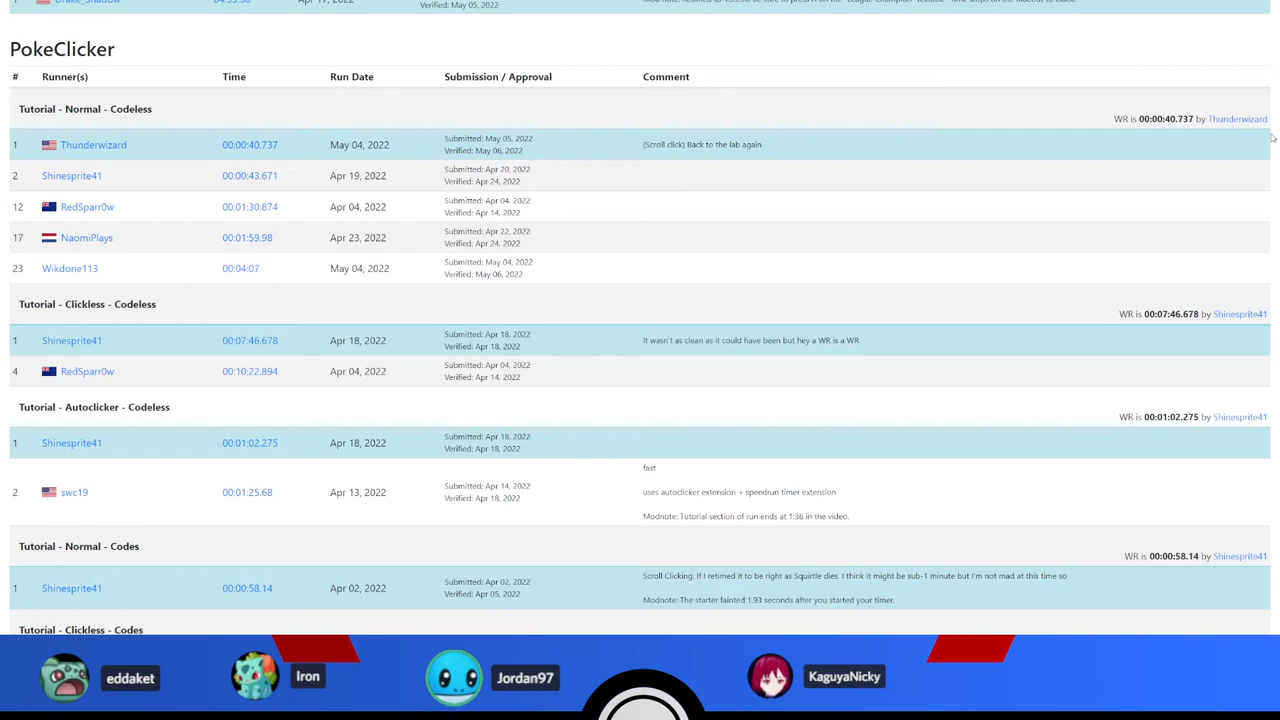 1 Drake_Shadow 04:55:50 Apr 17, 2022 Verified: May 05, 2022
PokeClicker
# Runner(s) Time Run Date Submission / Approval Comment
Tutorial - Normal - Codeless
WR is 00:00:40.737 by Thunderwizard
1 Thunderwizard 00:00:40.737 May 04, 2022 Submitted: May 05, 2022 (Scroll click) Back to the lab again
Verified: May 06, 2022
2 Shinesprite41 00:00:43.671 Apr 19, 2022 Submitted: Apr 20, 2022
Verified: Apr 24, 2022
12 RedSparr0w 00:01:30.874 Apr 04, 2022 Submitted: Apr 04, 2022
Verified: Apr 14, 2022
17 NaomiPlays 00:01:59.98 Apr 23, 2022 Submitted: Apr 22, 2022
Verified: Apr 24, 2022
23 Wikdone113 00:04:07 May 04, 2022 Submitted: May 04, 2022
Verified: May 06, 2022
Tutorial - Clickless - Codeless
WR is 00:07:46.678 by Shinesprite41
1 Shinesprite41 00:07:46.678 Apr 18, 2022 Submitted: Apr 18, 2022 It wasn't as clean as it could have been but hey a WR is a WR
Verified: Apr 18, 2022
4 RedSparr0w 00:10:22.894 Apr 04, 2022 Submitted: Apr 04, 2022
Verified: Apr 14, 2022
Tutorial - Autoclicker - Codeless
WR is 00:01:02.275 by Shinesprite41
1 Shinesprite41 00:01:02.275 Apr 18, 2022 Submitted: Apr 18, 2022
Verified: Apr 18, 2022
fast
2 swc19 00:01:25.68 Apr 13, 2022 Submitted: Apr 14, 2022 uses autoclicker extension + speedrun timer extension
Verified: Apr 18, 2022
Modnote: Tutorial section of run ends at 1:36 in the video.
Tutorial - Normal - Codes
WR is 00:00:58.14 by Shinesprite41
1 Shinesprite41 00:00:58.14 Apr 02, 2022 Submitted: Apr 02, 2022 Scroll Clicking. If I retimed it to be right as Squirtle dies, I think it might be sub-1 minute but I'm not mad at this time so
Verified: Apr 05, 2022
Modnote: The starter fainted 1.93 seconds after you started your timer.
Tutorial - Clickless - Codes
eddaket Iron Jordan97 KaguyaNicky